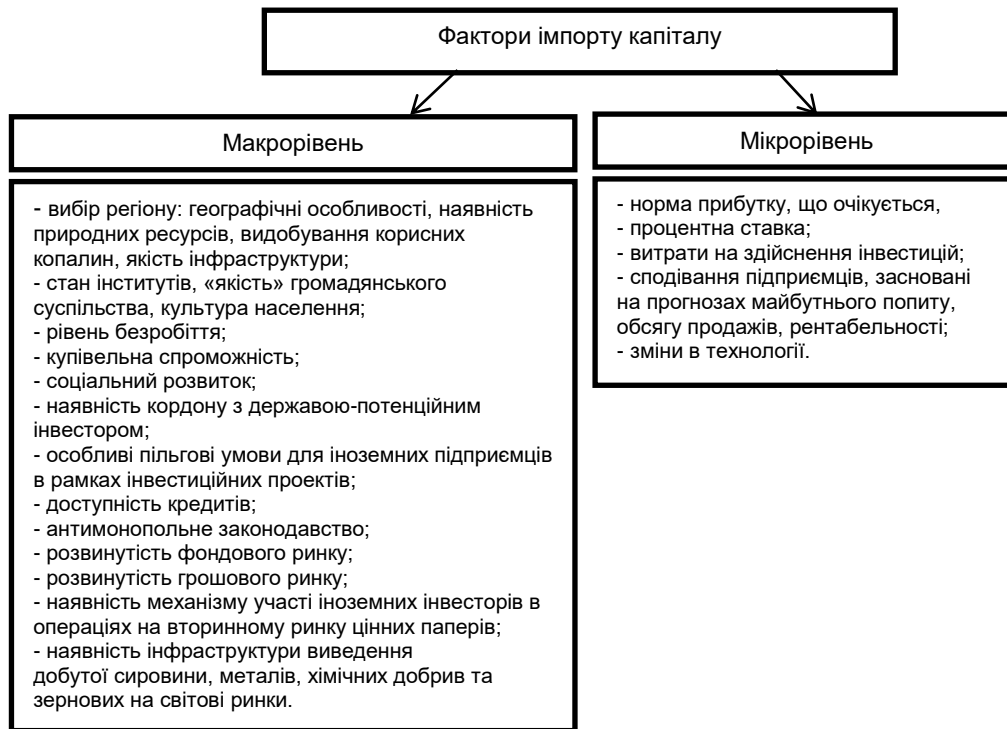 Фактори імпорту капіталу
Макрорівень
- вибір регіону: географічні особливості, наявність
природних ресурсів, видобування корисних
копалин, якість інфраструктури;
- стан інститутів, «якість» громадянського
суспільства, культура населення;
- рівень безробіття;
- купівельна спроможність;
- соціальний розвиток;
- наявність кордону з державою-потенційним
інвестором;
- особливі пільгові умови для іноземних підприємців
в рамках інвестиційних проектів;
- доступність кредитів;
- антимонопольне законодавство;
- розвинутість фондового ринку;
- розвинутість грошового ринку;
- наявність механізму участі іноземних інвесторів в
операціях на вторинному ринку цінних паперів;
- наявність інфраструктури виведення
добутої сировини, металів, хімічних добрив та
зернових на світові ринки.
Мікрорівень
- норма прибутку, що очікується,
- процентна ставка;
- витрати на здійснення інвестицій;
- сподівання підприємців, засновані
на прогнозах майбутнього попиту,
обсягу продажів, рентабельності;
- зміни в технології.